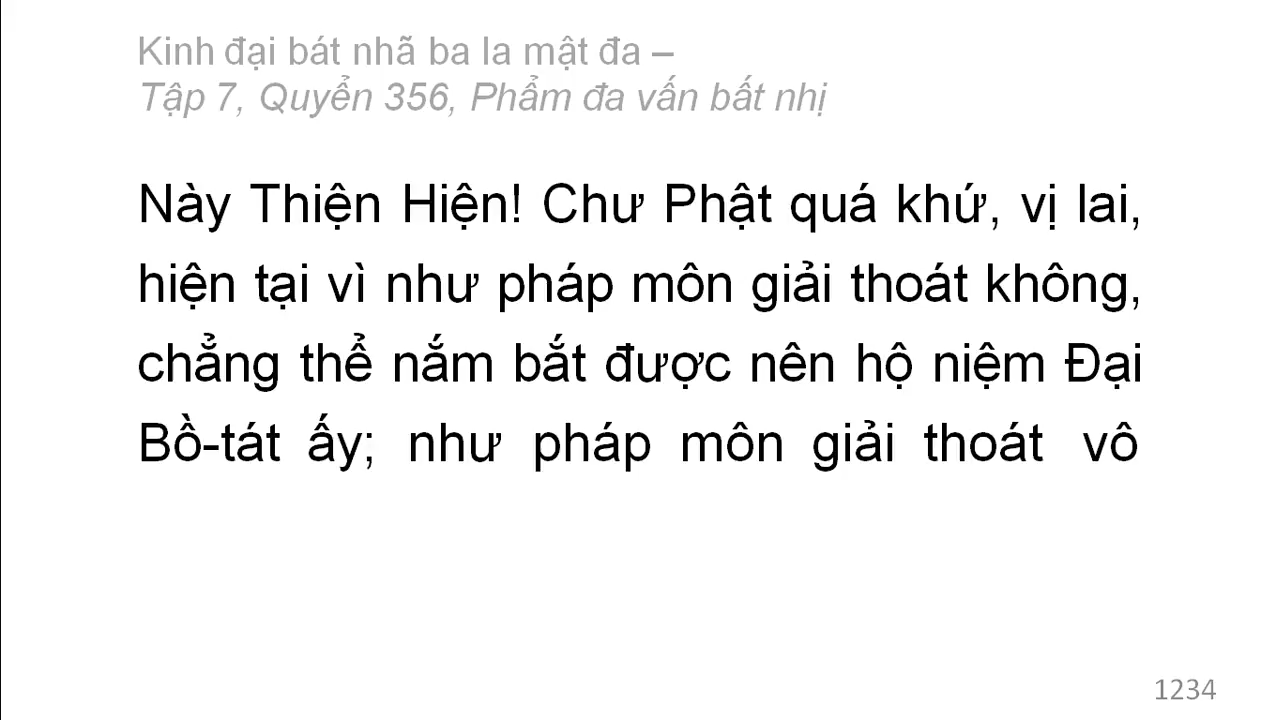 Kinh đại bát nhã ba la mật đa –
Tập 7, Quyển 356, Phẩm đa vấn bất nhị
Này Thiện Hiện! Chư Phật quá khứ, vị lai,
hiện tại vì như pháp môn giải thoát không,
chẳng thể nắm bắt được nên hộ niệm Đại
Bồ-tát ấy; như pháp môn giải thoát vô
1234